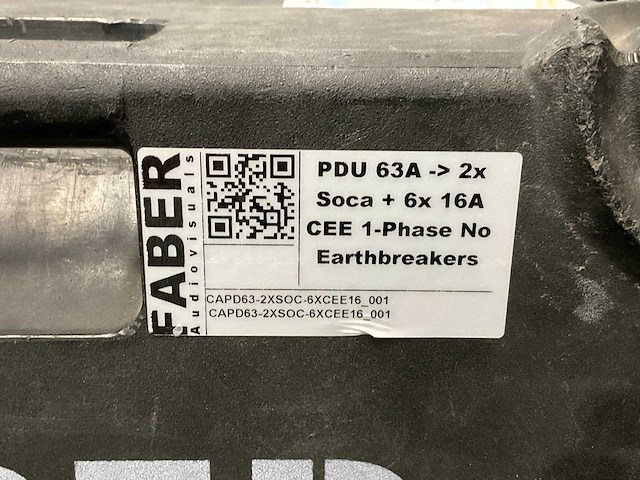 FABER
Audiovisuals
PDU 63A -> 2x
Soca + 6x 16A
CEE 1-Phase No
Earthbreakers
CAPD63-2XSOC-6XCEE16_001
CAPD63-2XSOC-6XCEE16_001